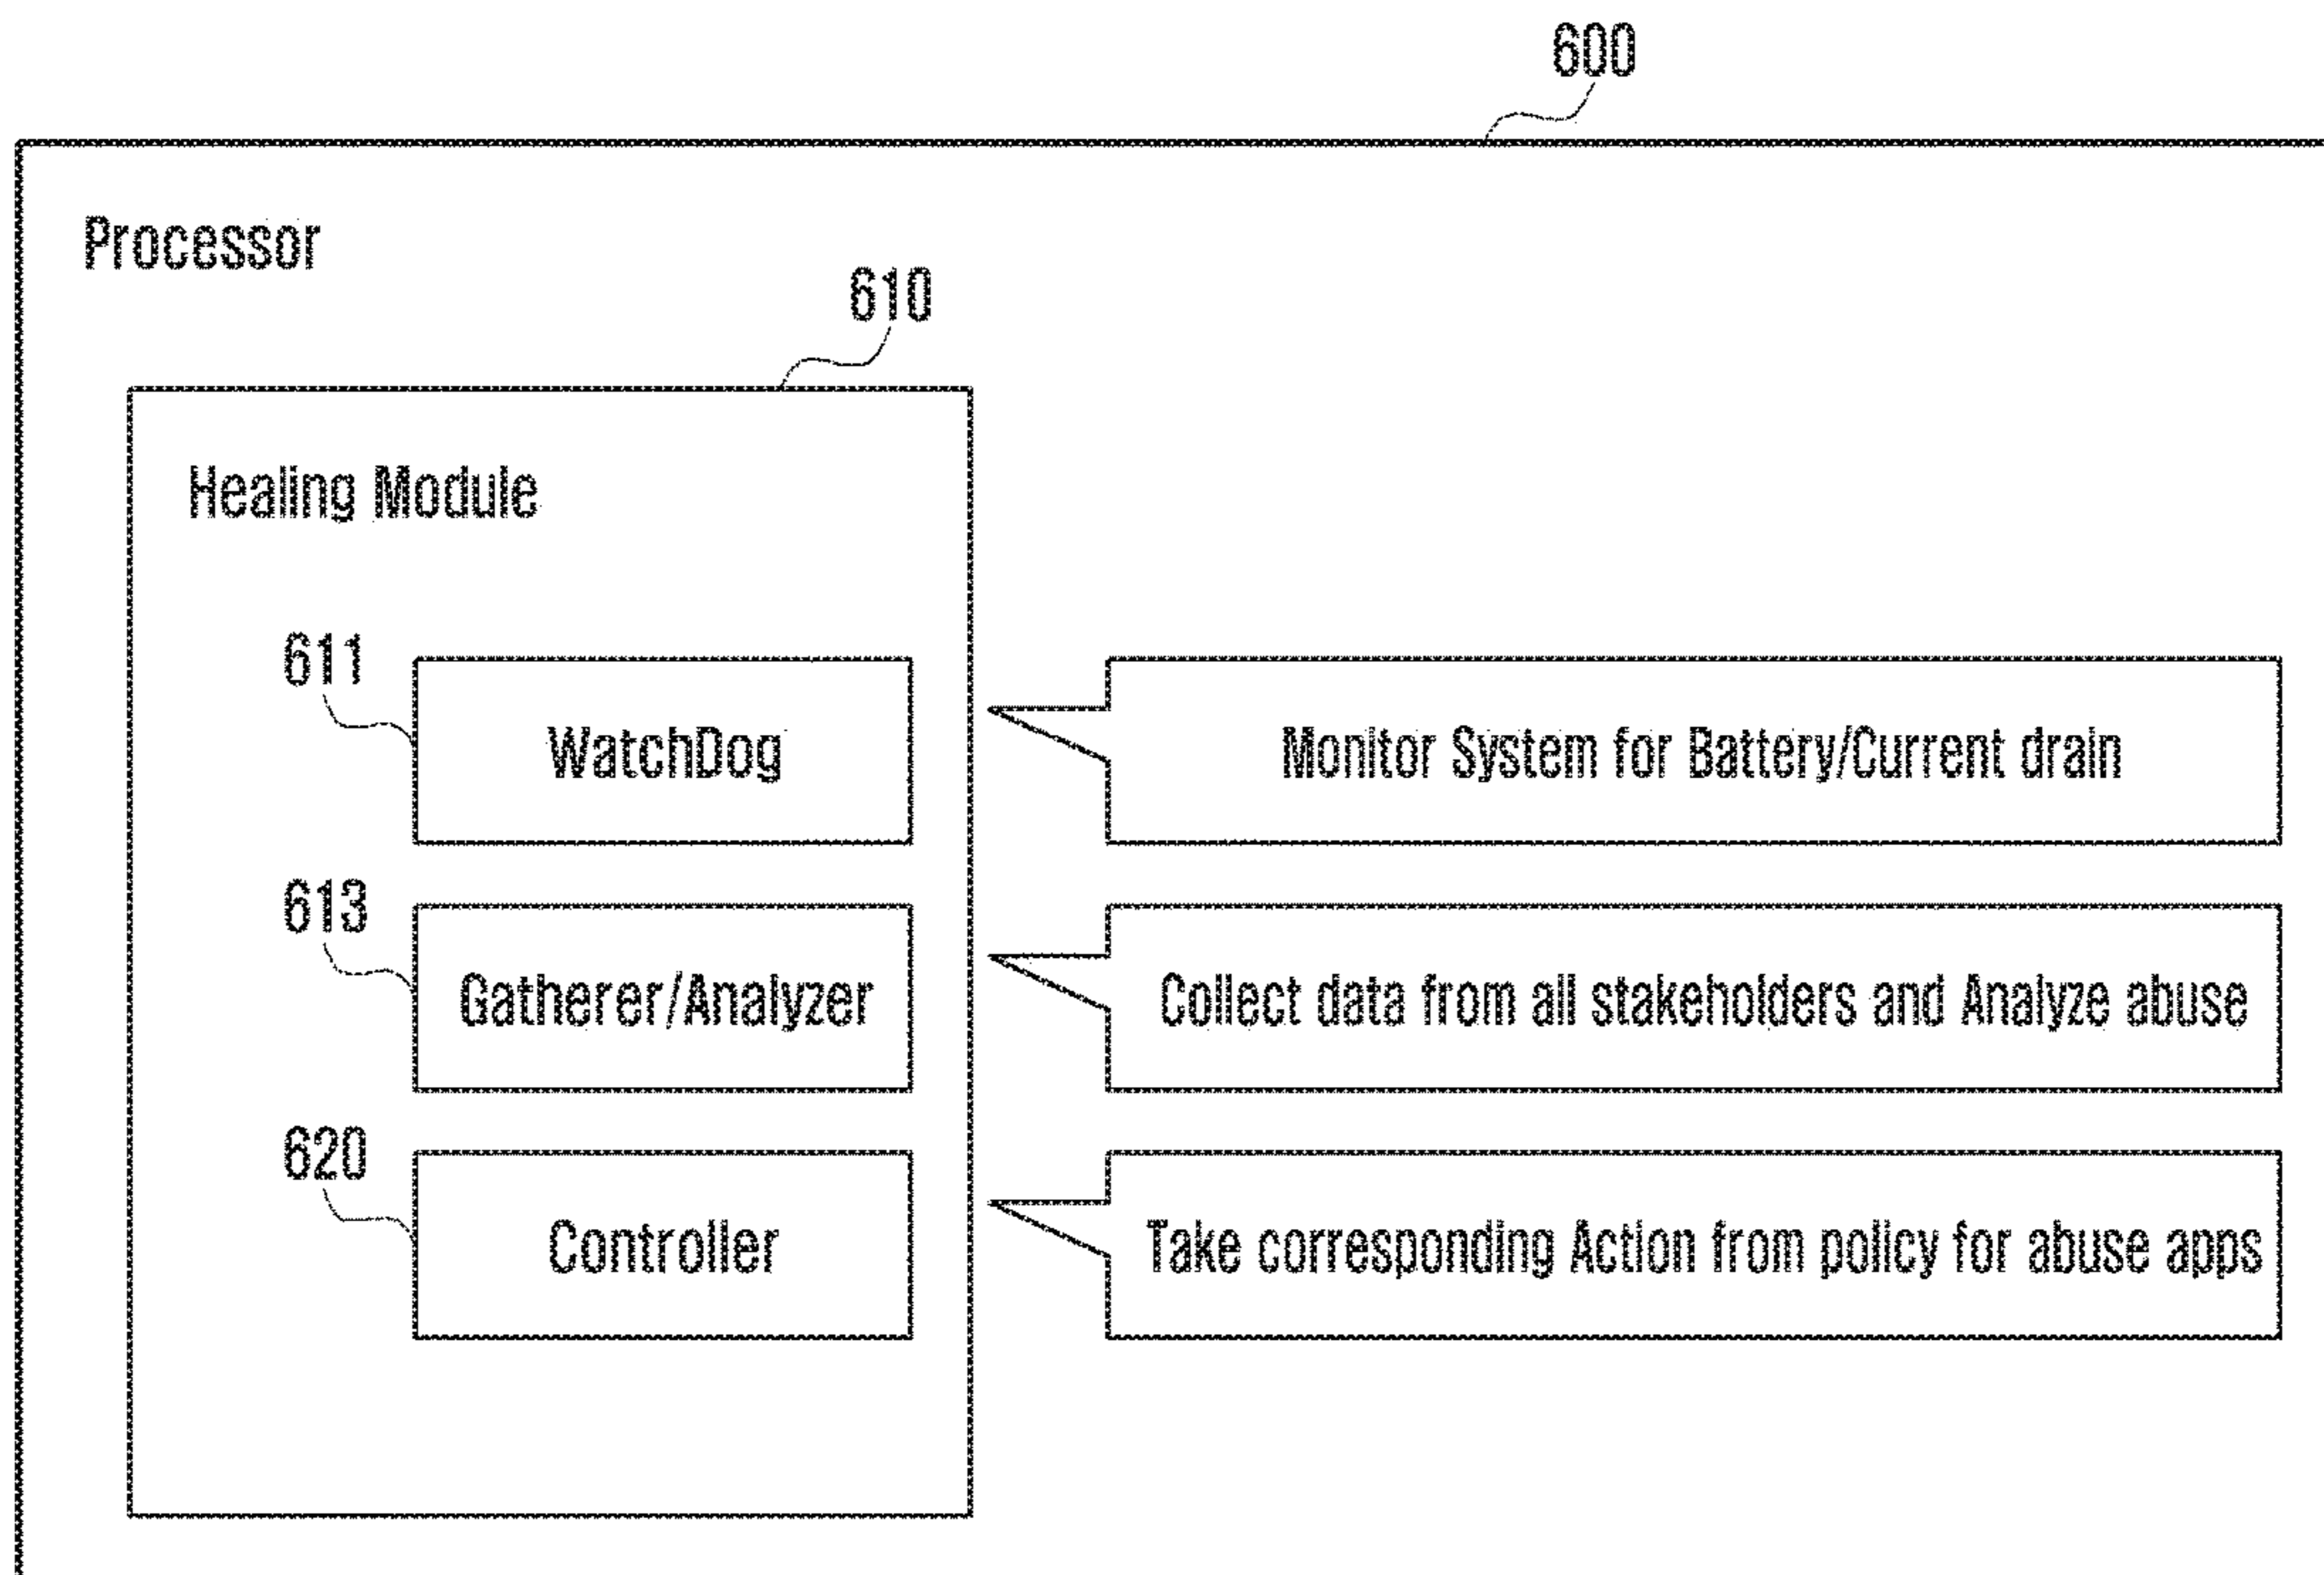 600
Processor
610
Healing Module
611
WatchDog
Monitor System for Battery/Current drain
613
Gatherer/Analyzer
Collect data from all stakeholders and Analyze abuse
620
Controller
Take corresponding Action from policy for abuse apps